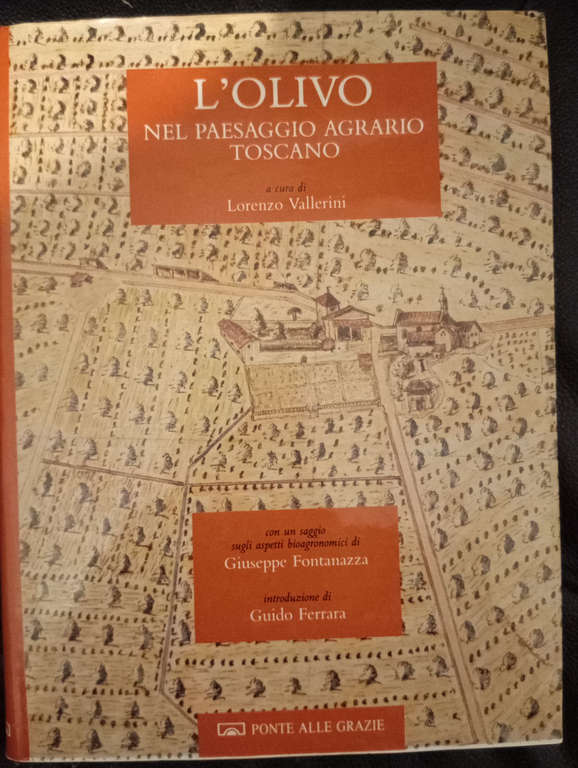 L'OLIVO
NEL PAESAGGIO AGRARIO
TOSCANO
a cura di
Lorenzo Vallerini
con un saggio
sugli aspetti bioagronomici di
Giuseppe Fontanazza
introduzione di
Guido Ferrara
PONTE ALLE GRAZIE